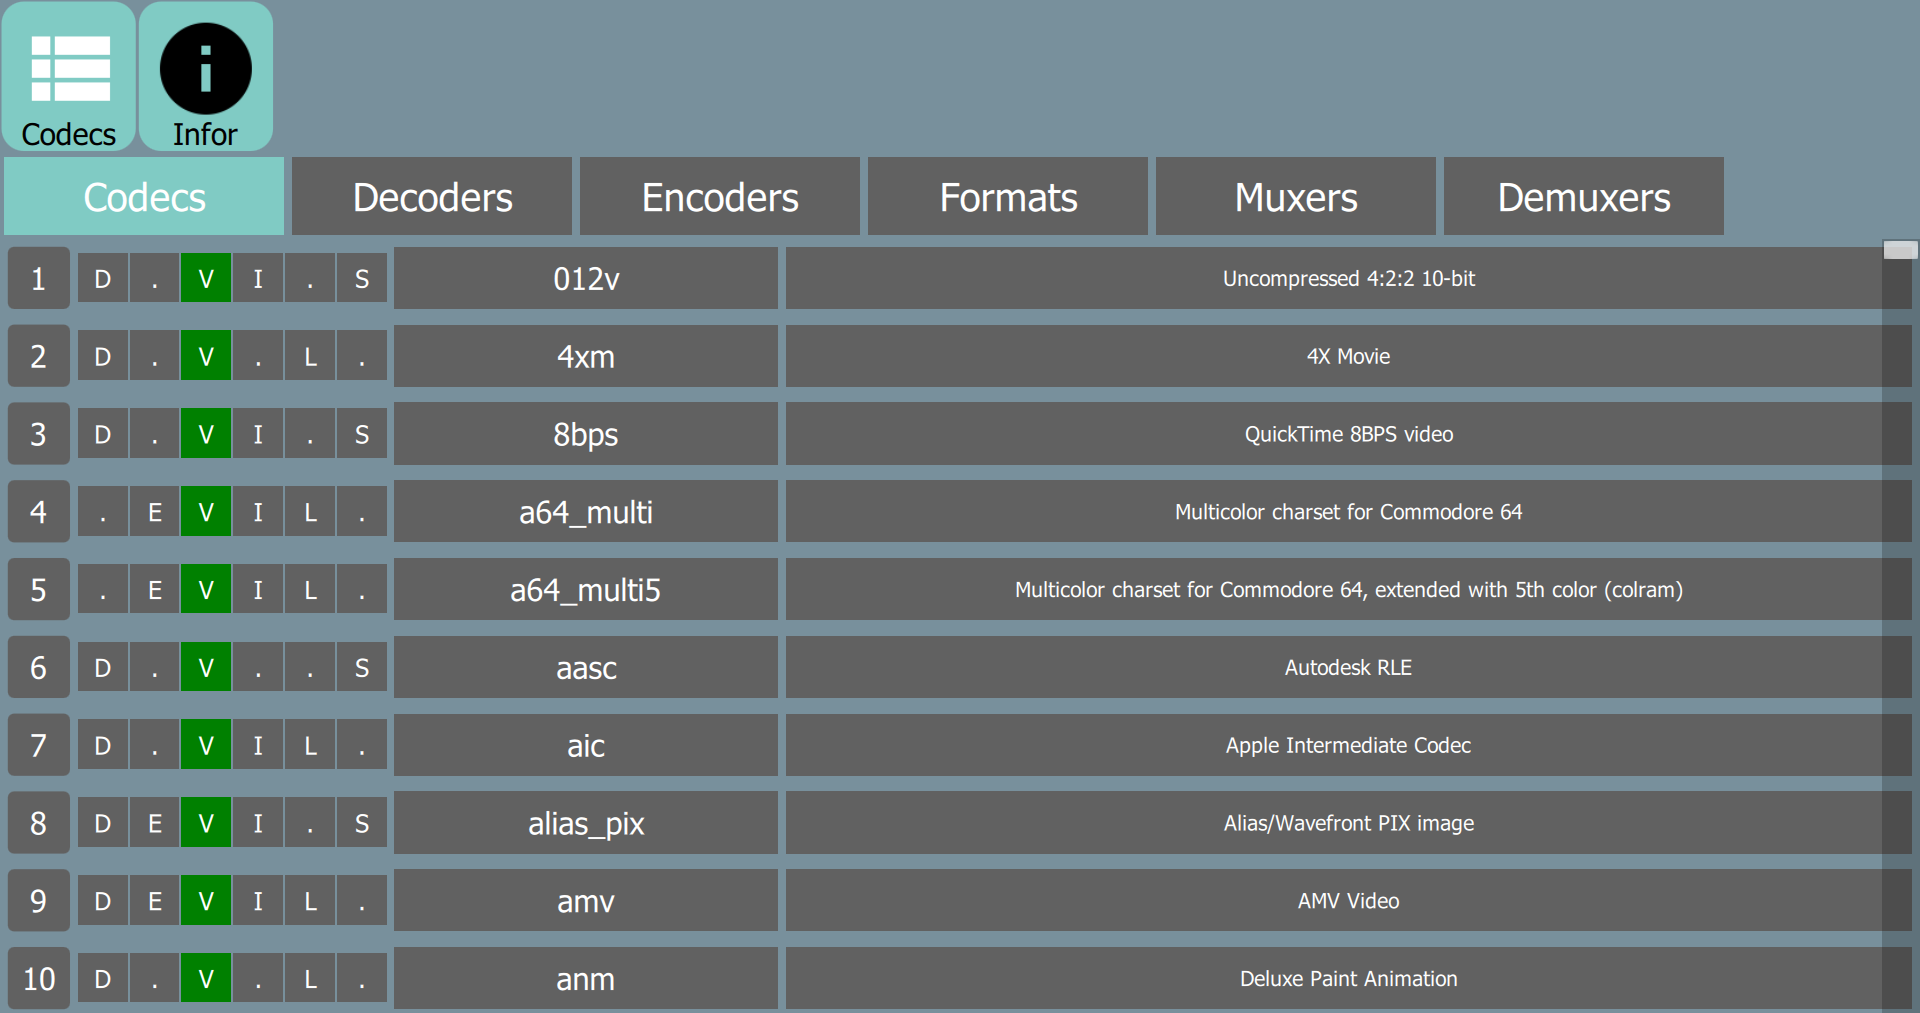 Codecs Infor
Codecs Decoders Encoders Formats Muxers Demuxers
1 D . V I . S 012v Uncompressed 4:2:2 10-bit
2 D . V . L . 4xm 4X Movie
3 D . V I . S 8bps QuickTime 8BPS video
4 . E V I L . a64_multi Multicolor charset for Commodore 64
5 . E V I L . a64_multi5 Multicolor charset for Commodore 64, extended with 5th color (colram)
6 D . V . . S aasc Autodesk RLE
7 D . V I L . aic Apple Intermediate Codec
8 D E V I . S alias_pix Alias/Wavefront PIX image
9 D E V I L . amv AMV Video
10 D . V . L . anm Deluxe Paint Animation